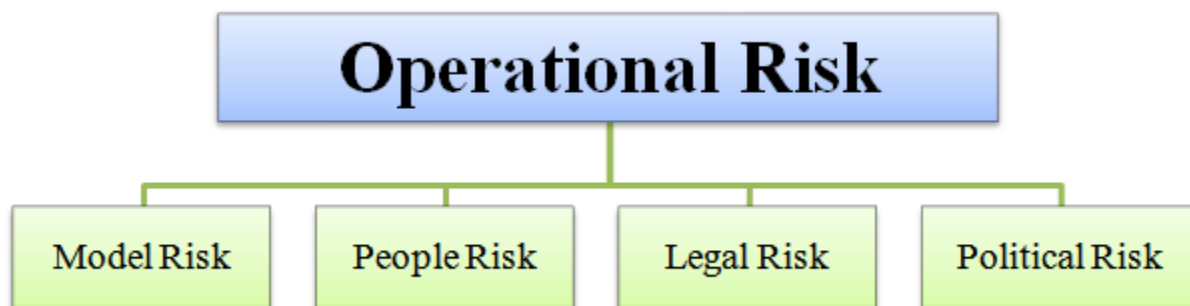 Operational Risk
Model Risk
People Risk
Legal Risk
Political Risk